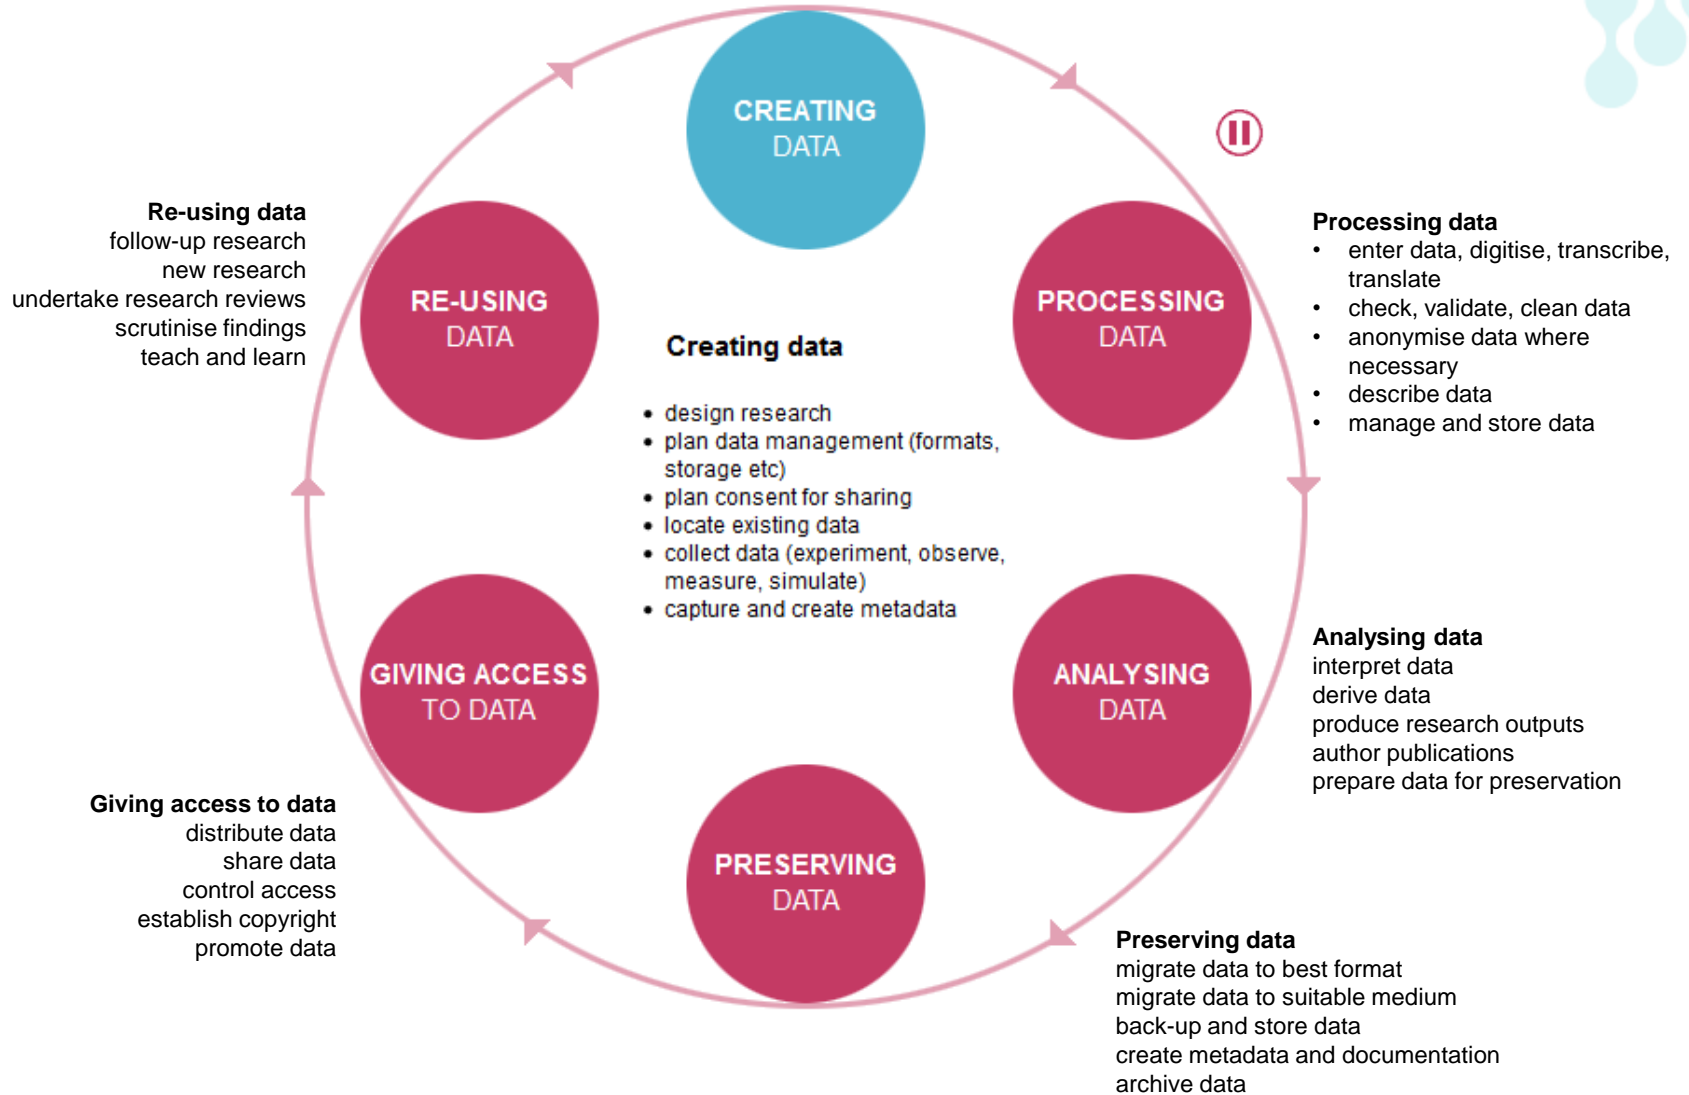 CREATING
DATA
PROCESSING
DATA
ANALYSING
DATA
PRESERVING
DATA
GIVING ACCESS
TO DATA
RE-USING
DATA
Creating data
• design research
• plan data management (formats,
storage etc)
• plan consent for sharing
• locate existing data
• collect data (experiment, observe,
measure, simulate)
• capture and create metadata
Processing data
• enter data, digitise, transcribe,
translate
• check, validate, clean data
• anonymise data where
necessary
• describe data
• manage and store data
Analysing data
interpret data
derive data
produce research outputs
author publications
prepare data for preservation
Preserving data
migrate data to best format
migrate data to suitable medium
back-up and store data
create metadata and documentation
archive data
Giving access to data
distribute data
share data
control access
establish copyright
promote data
Re-using data
follow-up research
new research
undertake research reviews
scrutinise findings
teach and learn